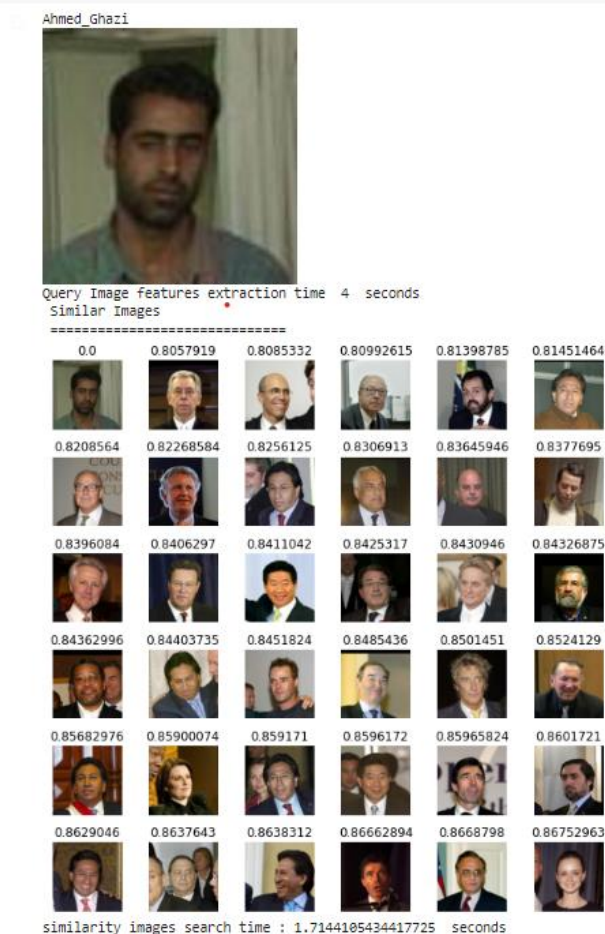 Ahmed_Ghazi
Query Image features extraction time 4 seconds
Similar Images
==============================
0.0 0.8057919 0.8085332 0.80992615 0.81398785 0.81451464
0.8208564 0.82268584 0.8256125 0.8306913 0.83645946 0.8377695
0.8396084 0.8406297 0.8411042 0.8425317 0.8430946 0.84326875
0.84362996 0.84403735 0.8451824 0.8485436 0.8501451 0.8524129
0.85682976 0.85900074 0.859171 0.8596172 0.85965824 0.8601721
0.8629046 0.8637643 0.8638312 0.86662894 0.8668798 0.86752963
similarity images search time : 1.7144105434417725 seconds